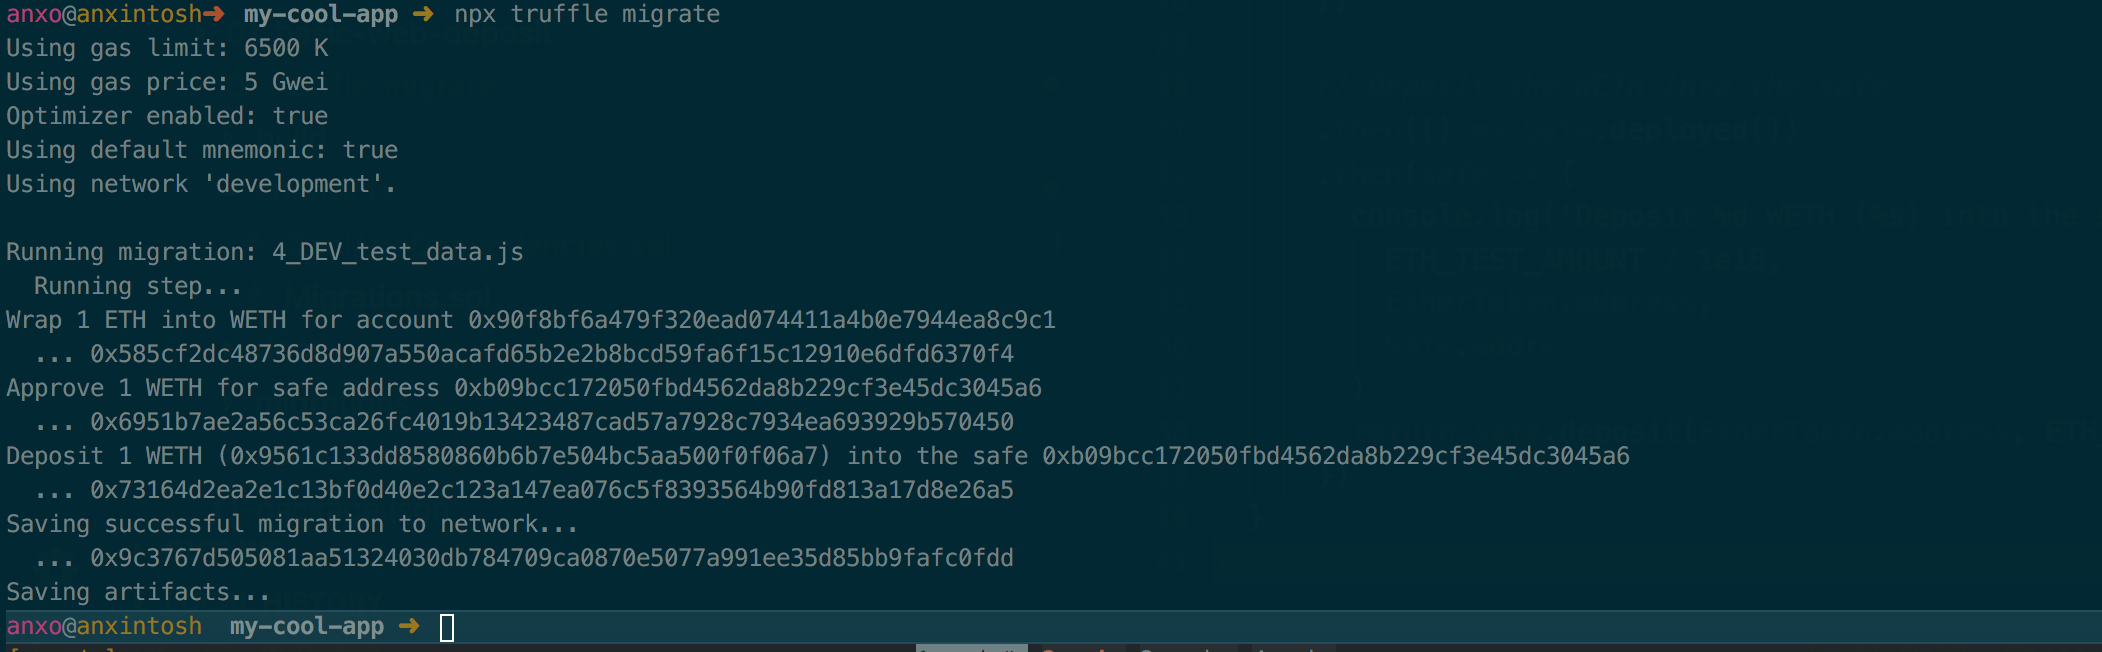 anxo@anxintosh➜ my-cool-app ➜ npx truffle migrate
Using gas limit: 6500 K
Using gas price: 5 Gwei
Optimizer enabled: true
Using default mnemonic: true
Using network 'development'.
Running migration: 4_DEV_test_data.js
Running step...
Wrap 1 ETH into WETH for account 0x90f8bf6a479f320ead074411a4b0e7944ea8c9c1
... 0x585cf2dc48736d8d907a550acafd65b2e2b8bcd59fa6f15c12910e6dfd6370f4
Approve 1 WETH for safe address 0xb09bcc172050fbd4562da8b229cf3e45dc3045a6
... 0x6951b7ae2a56c53ca26fc4019b13423487cad57a7928c7934ea693929b570450
Deposit 1 WETH (0x9561c133dd8580860b6b7e504bc5aa500f0f06a7) into the safe 0xb09bcc172050fbd4562da8b229cf3e45dc3045a6
... 0x73164d2ea2e1c13bf0d40e2c123a147ea076c5f8393564b90fd813a17d8e26a5
Saving successful migration to network...
... 0x9c3767d505081aa51324030db784709ca0870e5077a991ee35d85bb9fafc0fdd
Saving artifacts...
anxo@anxintosh my-cool-app ➜